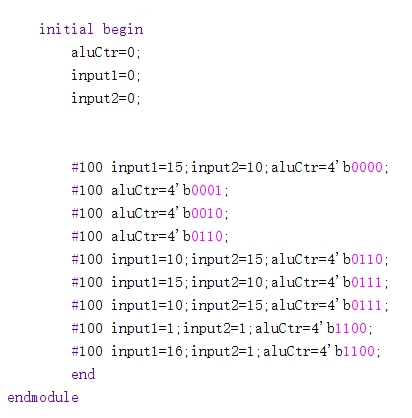 initial begin
aluCtr=0;
input1=0;
input2=0;
#100 input1=15;input2=10;aluCtr=4'b0000;
#100 aluCtr=4'b0001;
#100 aluCtr=4'b0010;
#100 aluCtr=4'b0110;
#100 input1=10;input2=15;aluCtr=4'b0110;
#100 input1=15;input2=10;aluCtr=4'b0111;
#100 input1=10;input2=15;aluCtr=4'b0111;
#100 input1=1;input2=1;aluCtr=4'b1100;
#100 input1=16;input2=1;aluCtr=4'b1100;
end
endmodule